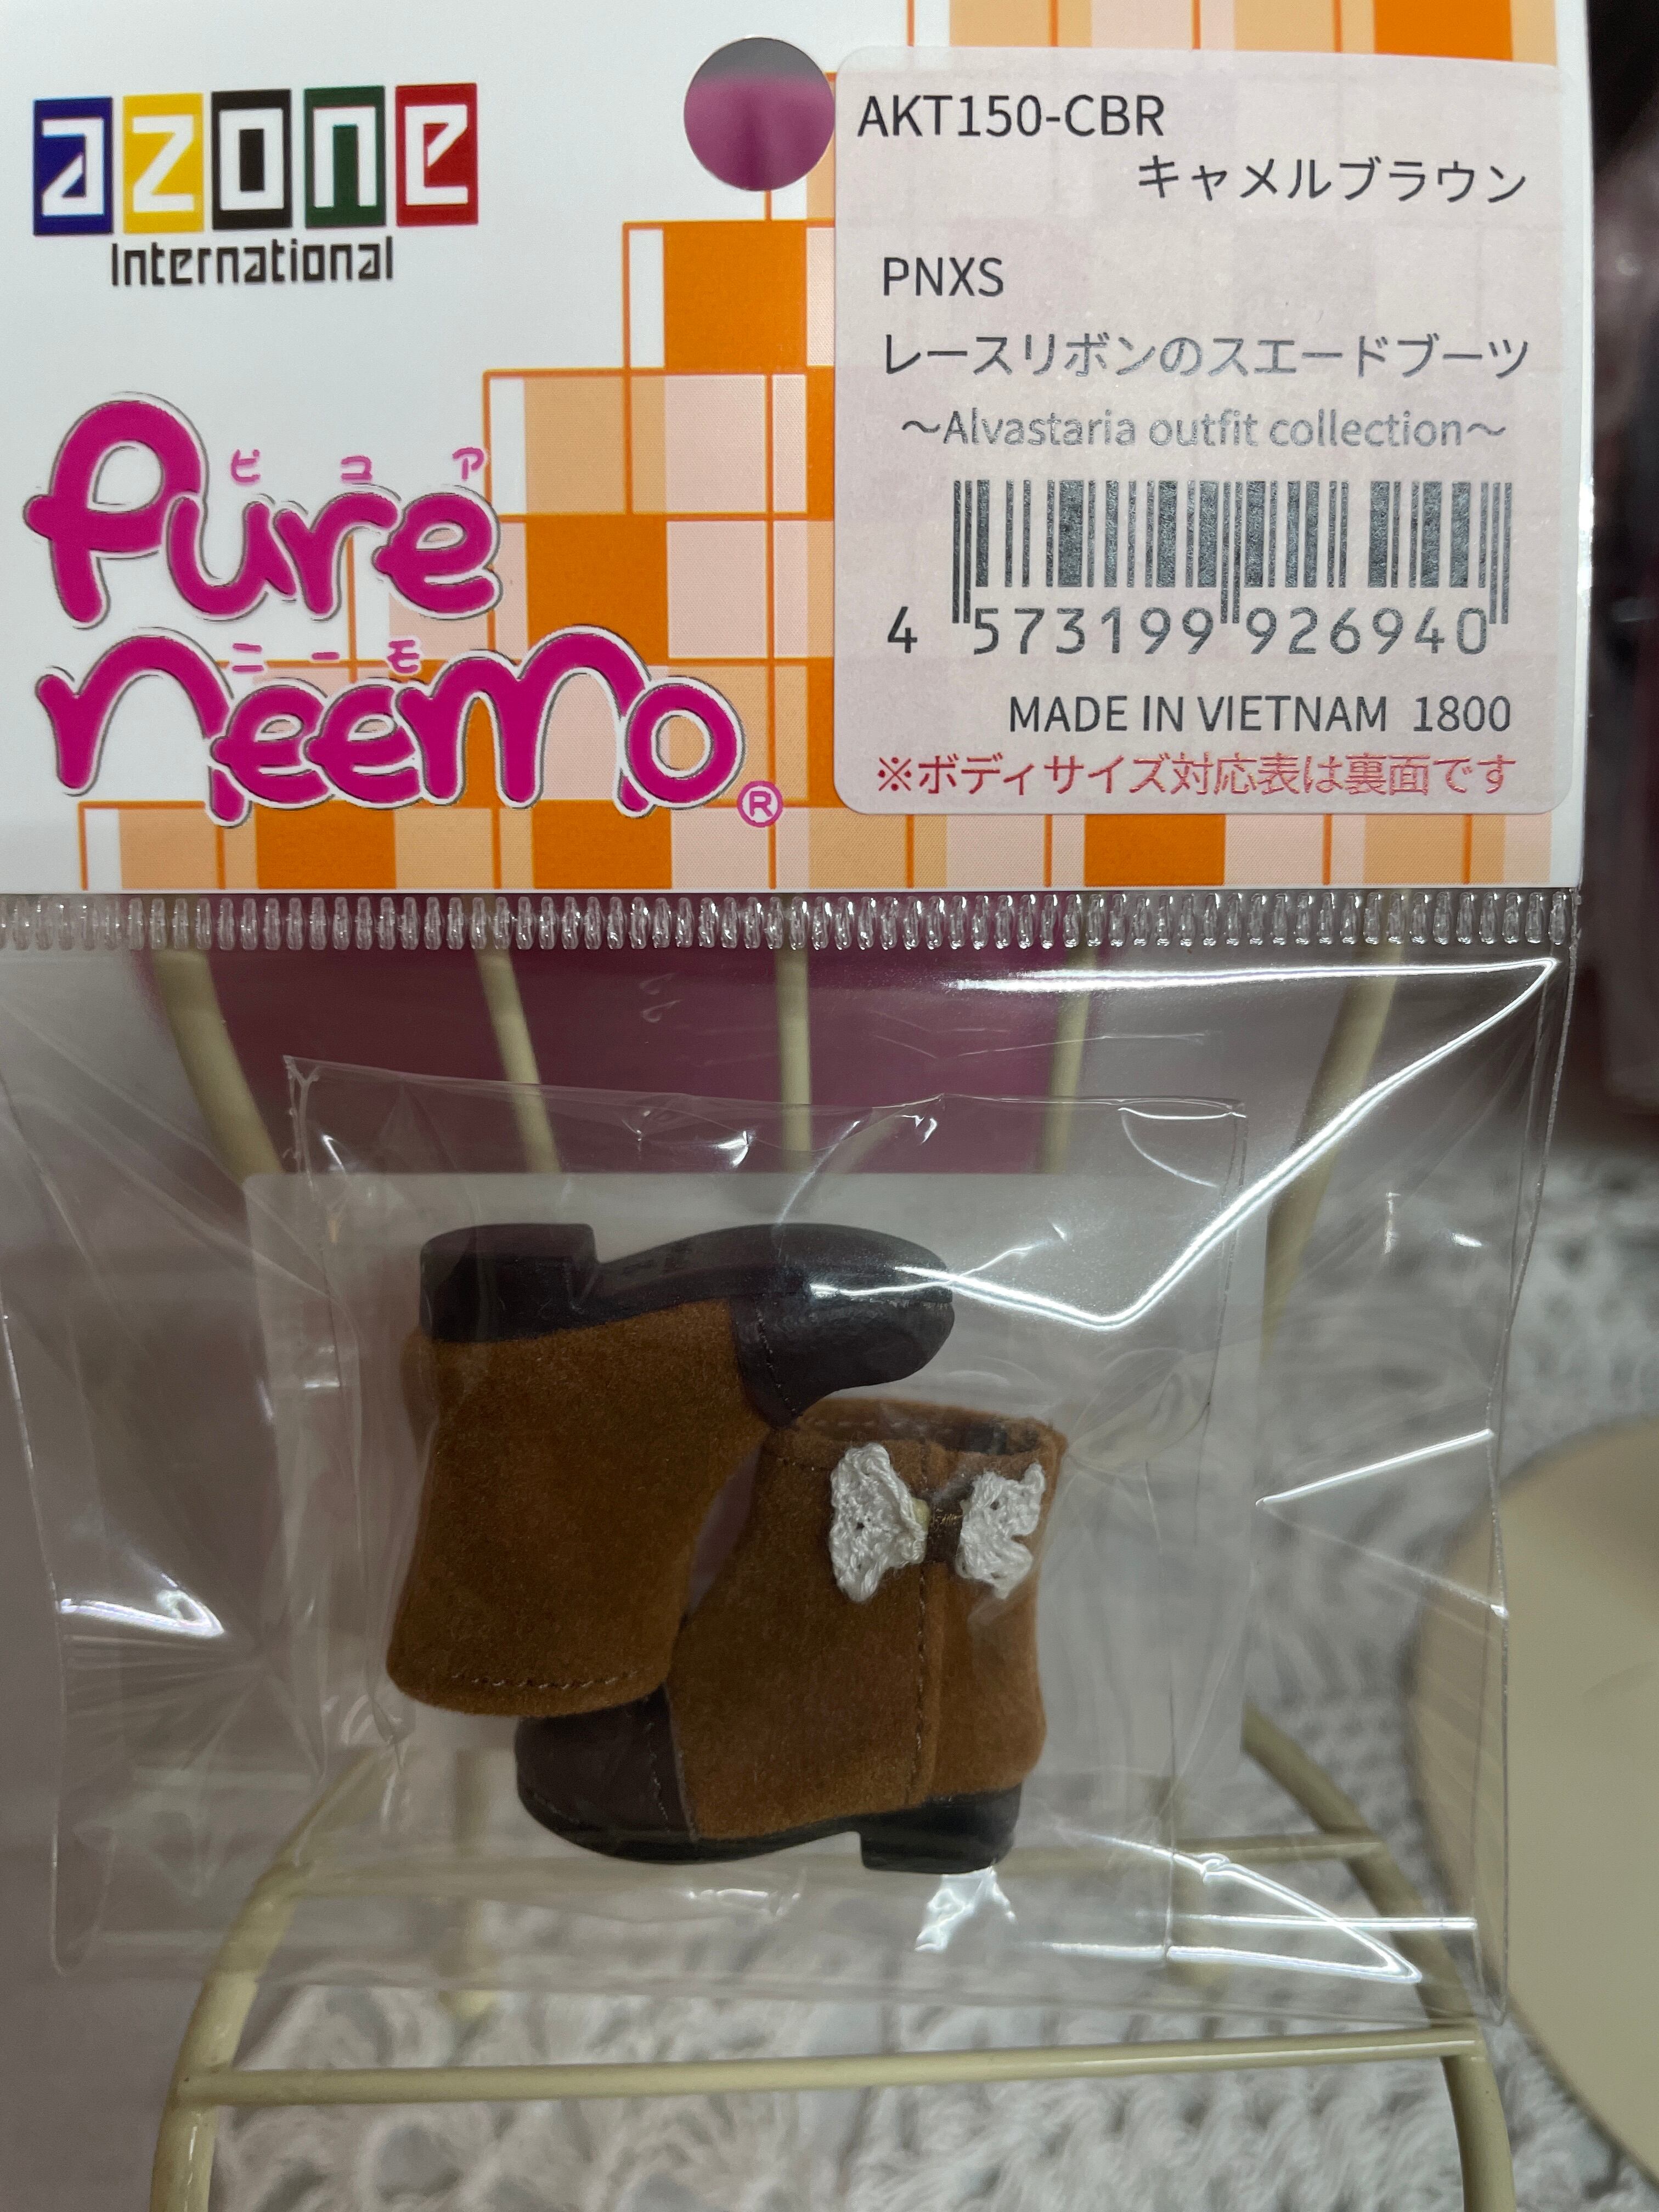 azone
International
ピュア
Pure
ニーモ
neemo®
AKT150-CBR
キャメルブラウン
PNXS
レースリボンのスエードブーツ
～Alvastaria outfit collection～
4 573199 926940
MADE IN VIETNAM 1800
※ボディサイズ対応表は裏面です